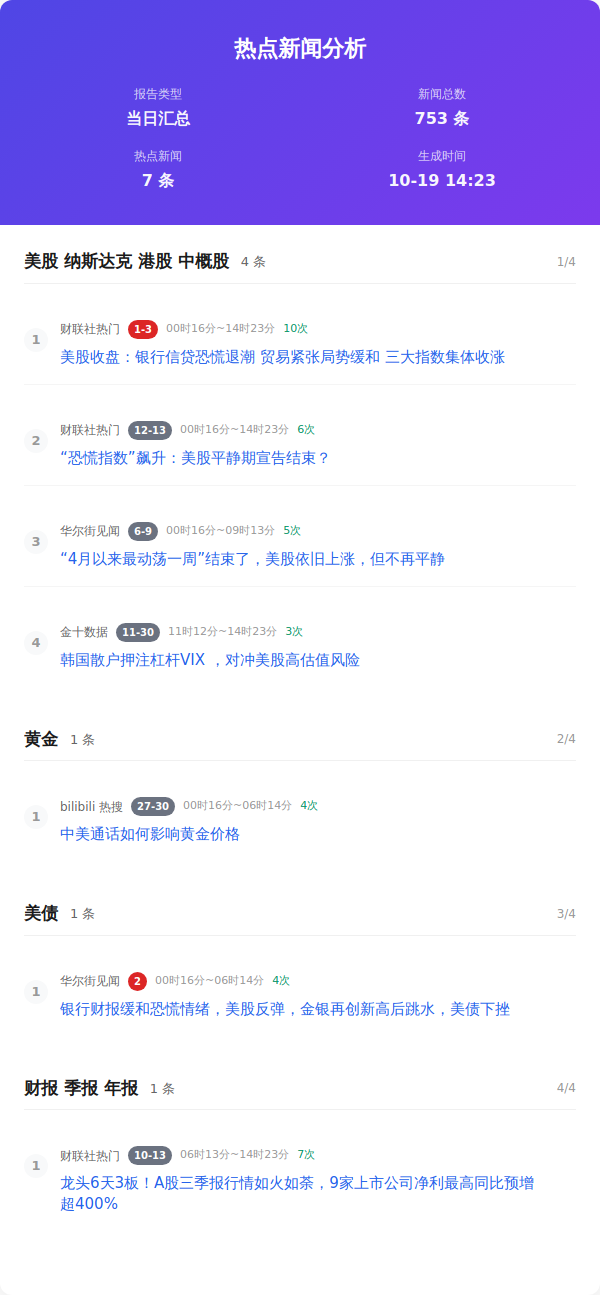 热点新闻分析
报告类型
新闻总数
当日汇总
753 条
热点新闻
生成时间
7 条
10-19 14:23
美股 纳斯达克 港股 中概股 4 条 1/4
财联社热门 1-3 00时16分~14时23分 10次
1
美股收盘：银行信贷恐慌退潮 贸易紧张局势缓和 三大指数集体收涨
财联社热门 12-13 00时16分~14时23分 6次
2
“恐慌指数”飙升：美股平静期宣告结束？
华尔街见闻 6-9 00时16分~09时13分 5次
3
“4月以来最动荡一周”结束了，美股依旧上涨，但不再平静
金十数据 11-30 11时12分~14时23分 3次
4
韩国散户押注杠杆VIX ，对冲美股高估值风险
黄金 1 条 2/4
bilibili 热搜 27-30 00时16分~06时14分 4次
1
中美通话如何影响黄金价格
美债 1 条 3/4
华尔街见闻 2 00时16分~06时14分 4次
1
银行财报缓和恐慌情绪，美股反弹，金银再创新高后跳水，美债下挫
财报 季报 年报 1 条 4/4
财联社热门 10-13 06时13分~14时23分 7次
1
龙头6天3板！A股三季报行情如火如荼，9家上市公司净利最高同比预增
超400%